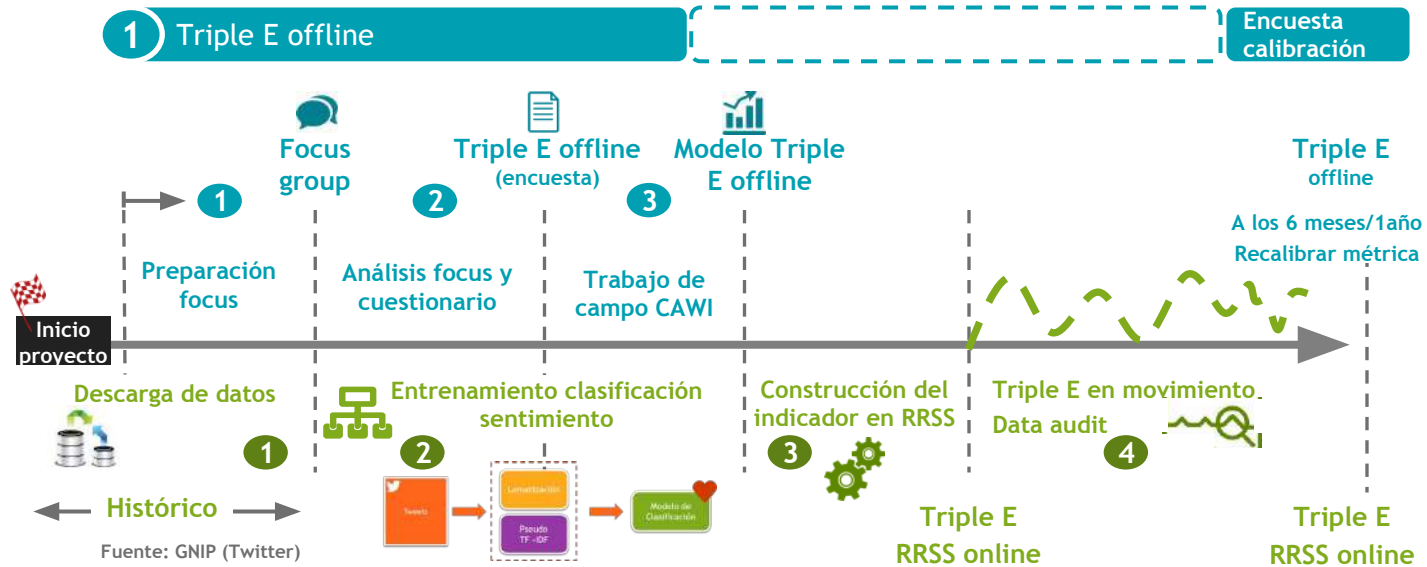 1 Triple E offline
Encuesta
calibración
Focus
group
Triple E offline
(encuesta)
Modelo Triple
E offline
Triple E
offline
1
2
3
A los 6 meses/1año
Recalibrar métrica
Preparación
focus
Análisis focus y
cuestionario
Trabajo de
campo CAWI
Inicio
proyecto
Descarga de datos
Entrenamiento clasificación
sentimiento
Construcción del
indicador en RRSS
Triple E en movimiento
Data audit
1
2
3
4
Tweets
Lematización
Pseudo
TF -IDF
Modelo de
Clasificación
Histórico
Fuente: GNIP (Twitter)
Triple E
RRSS online
Triple E
RRSS online